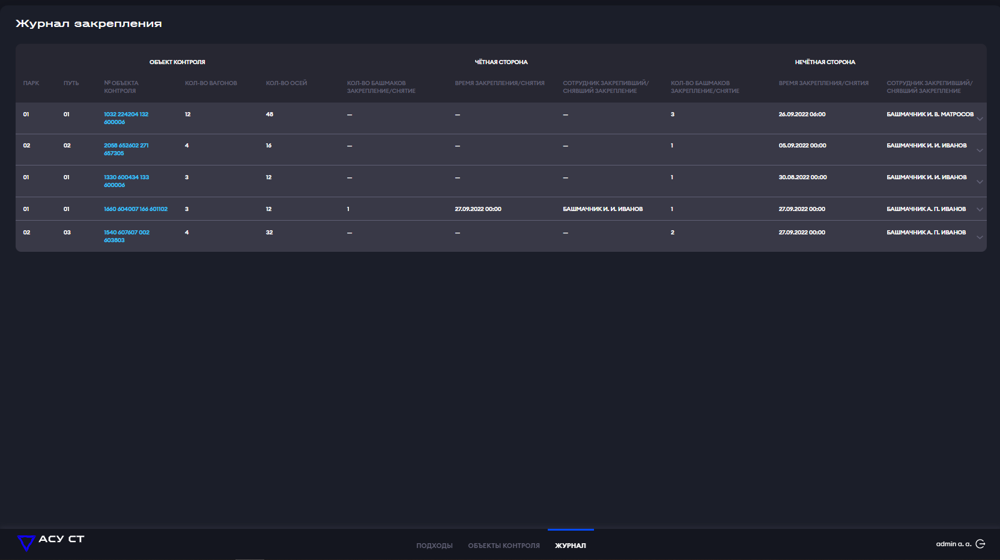 Журнал закрепления
ОБЪЕКТ КОНТРОЛЯ ЧЁТНАЯ СТОРОНА НЕЧЁТНАЯ СТОРОНА
ПАРК ПУТЬ № ОБЪЕКТА КОЛ-ВО ВАГОНОВ КОЛ-ВО ОСЕЙ КОЛ-ВО БАШМАКОВ ВРЕМЯ ЗАКРЕПЛЕНИЯ/СНЯТИЯ СОТРУДНИК ЗАКРЕПИВШИЙ/ КОЛ-ВО БАШМАКОВ ВРЕМЯ ЗАКРЕПЛЕНИЯ/СНЯТИЯ СОТРУДНИК ЗАКРЕПИВШИЙ/
КОНТРОЛЯ ЗАКРЕПЛЕНИЕ/СНЯТИЕ СНЯВШИЙ ЗАКРЕПЛЕНИЕ ЗАКРЕПЛЕНИЕ/СНЯТИЕ СНЯВШИЙ ЗАКРЕПЛЕНИЕ
01 01 1032 224204 132 12 48 — — — 3 26.09.2022 06:00 БАШМАЧНИК И. В. МАТРОСОВ
600006
02 02 2058 652602 271 4 16 — — — 1 05.09.2022 00:00 БАШМАЧНИК И. И. ИВАНОВ
657305
01 01 1330 600434 133 3 12 — — — 1 30.08.2022 00:00 БАШМАЧНИК И. И. ИВАНОВ
600006
01 01 1660 604007 166 601102 3 12 1 27.09.2022 00:00 БАШМАЧНИК И. И. ИВАНОВ 1 27.09.2022 00:00 БАШМАЧНИК А. П. ИВАНОВ
02 03 1540 607607 002 4 32 — — — 2 27.09.2022 00:00 БАШМАЧНИК А. П. ИВАНОВ
603803
АСУ СТ
ПОДХОДЫ ОБЪЕКТЫ КОНТРОЛЯ ЖУРНАЛ
admin a. a.